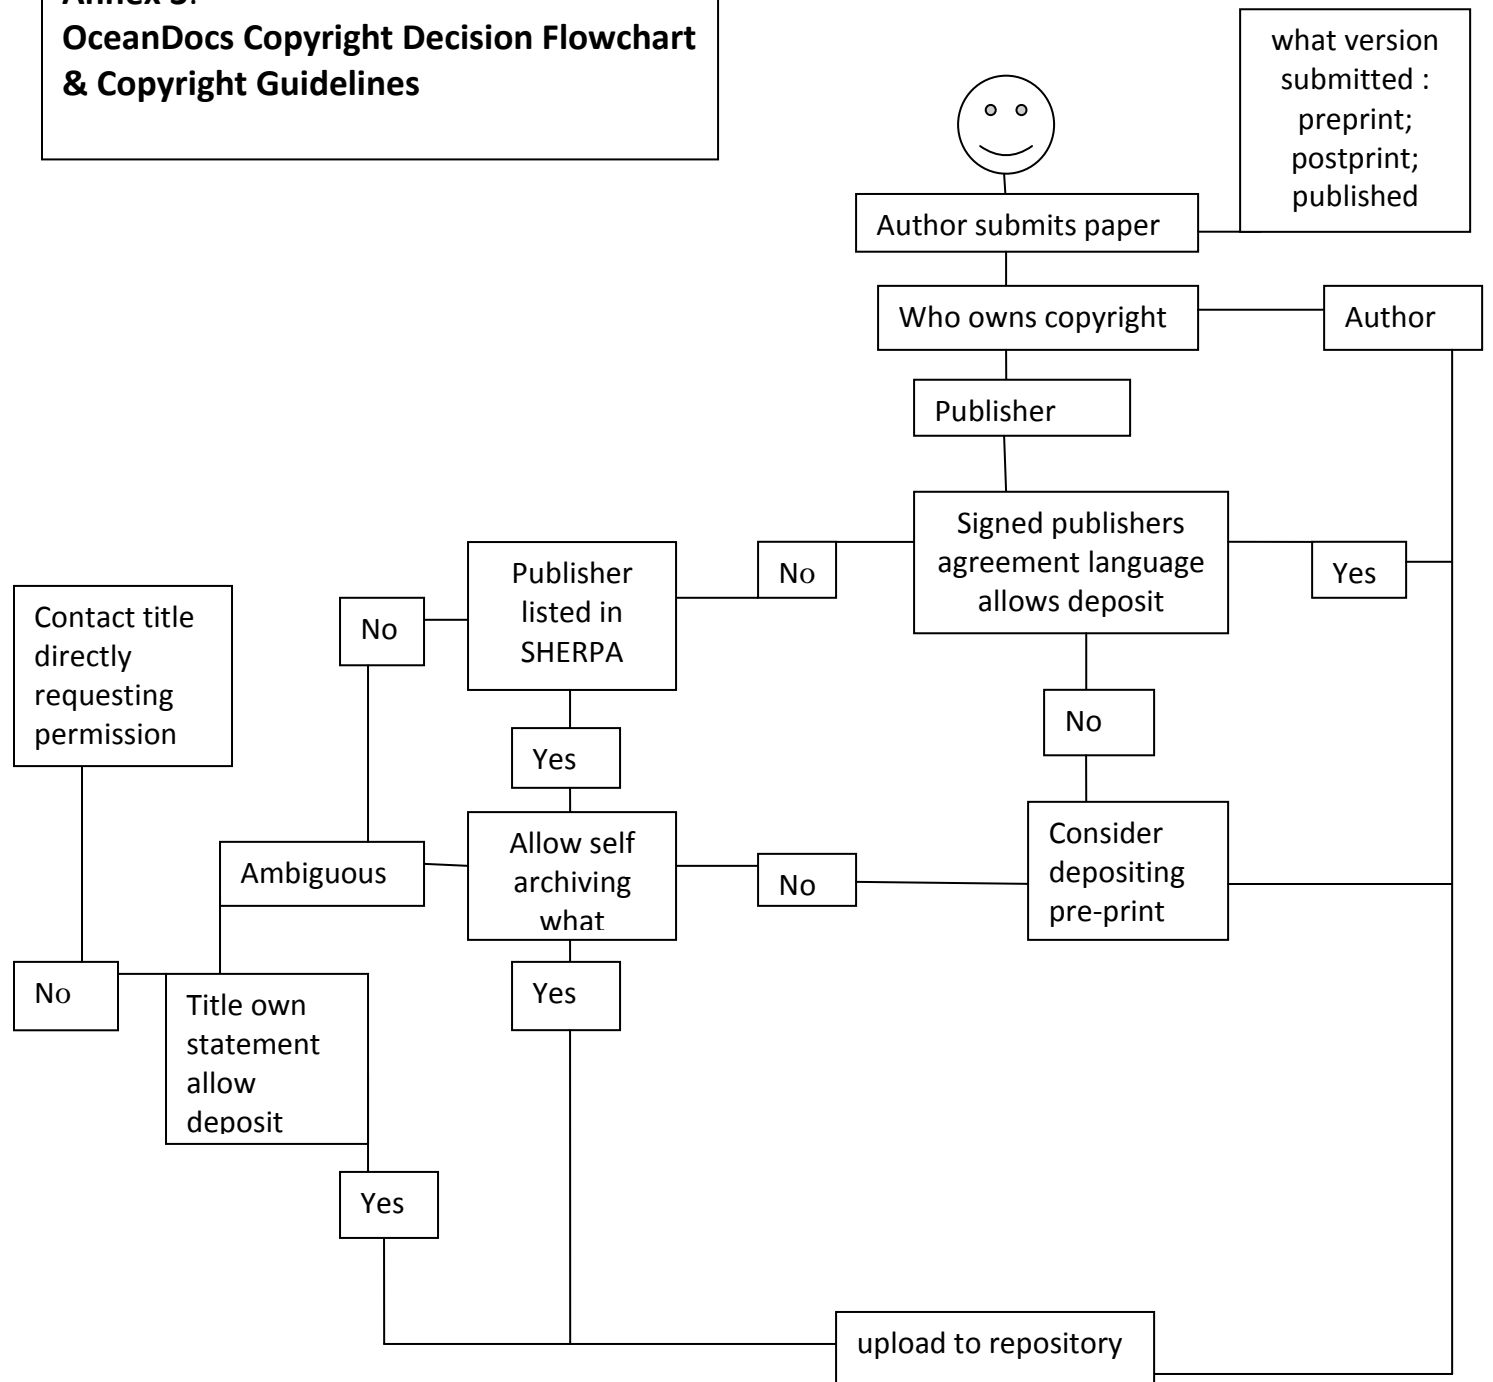 OceanDocs Copyright Decision Flowchart
& Copyright Guidelines
what version
submitted :
preprint;
postprint;
published
Author submits paper
Who owns copyright
Author
Publisher
Signed publishers
agreement language
allows deposit
Yes
No
Publisher
listed in
SHERPA
No
Contact title
directly
requesting
permission
Yes
No
Allow self
archiving
what
Ambiguous
No
Consider
depositing
pre-print
No
Title own
statement
allow
deposit
Yes
Yes
upload to repository